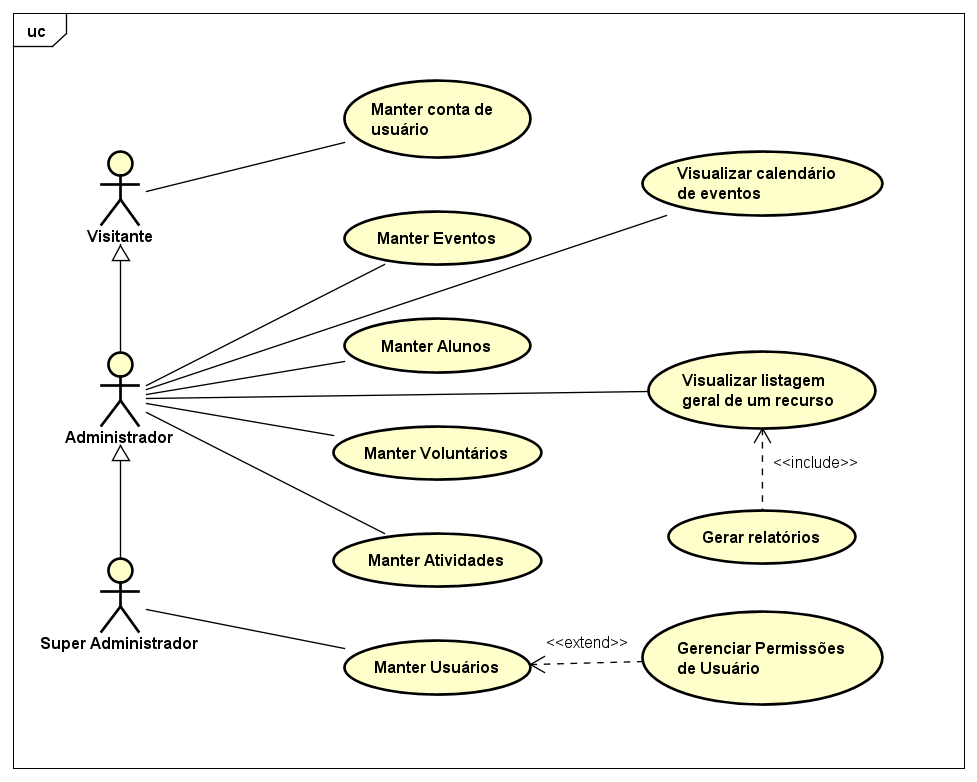 uc
Manter conta de
usuário
Visualizar calendário
de eventos
Visitante
Manter Eventos
Manter Alunos
Visualizar listagem
geral de um recurso
Administrador
Manter Voluntários
<<include>>
Gerar relatórios
Manter Atividades
Super Administrador
<<extend>>
Manter Usuários
Gerenciar Permissões
de Usuário